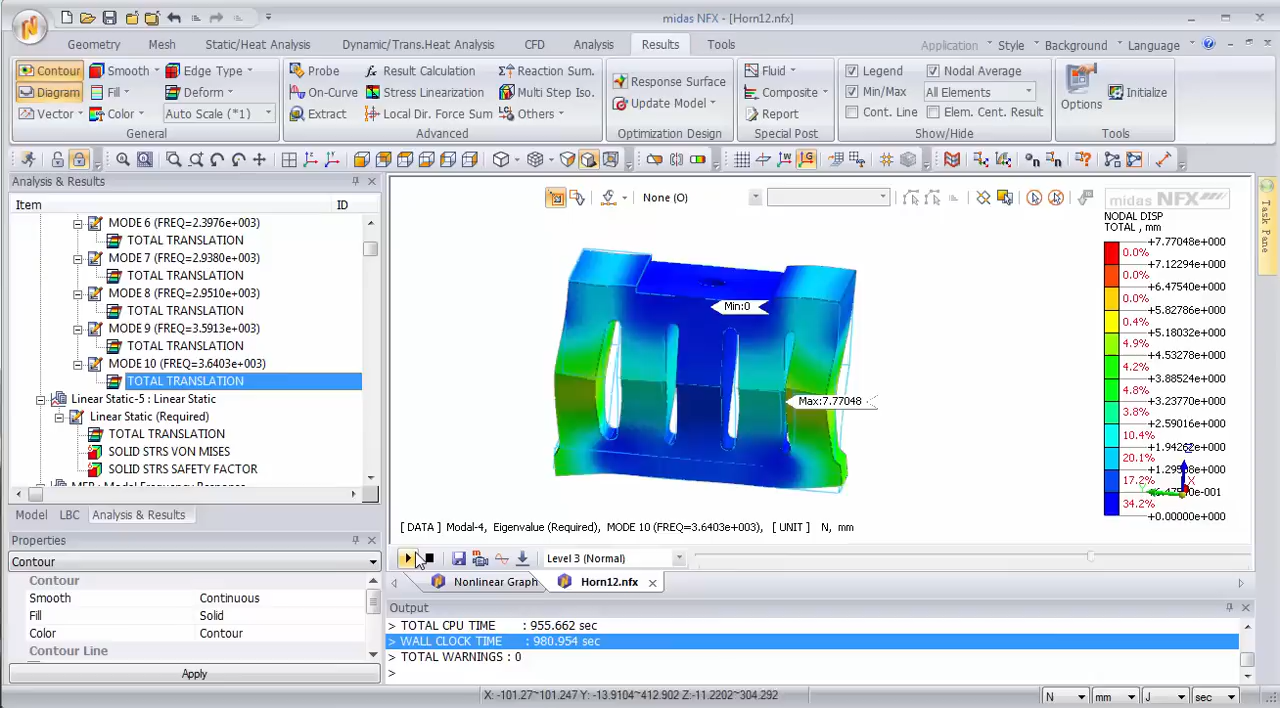 midas NFX - [Horn12.nfx]
Geometry Mesh Static/Heat Analysis Dynamic/Trans.Heat Analysis CFD Analysis Results Tools Application Style Background Language
Contour Smooth Edge Type Probe Result Calculation Reaction Sum. Response Surface Fluid Legend Nodal Average
Diagram Fill Deform On-Curve Stress Linearization Multi Step Iso. Update Model Composite Min/Max All Elements Options Initialize
Vector Color Auto Scale (*1) Extract Local Dir. Force Sum Others Report Cont. Line Elem. Cent. Result
General Advanced Optimization Design Special Post Show/Hide Tools
Analysis & Results
Item ID
MODE 6 (FREQ=2.3976e+003)
TOTAL TRANSLATION
MODE 7 (FREQ=2.9380e+003)
TOTAL TRANSLATION
MODE 8 (FREQ=2.9510e+003)
TOTAL TRANSLATION
MODE 9 (FREQ=3.5913e+003)
TOTAL TRANSLATION
MODE 10 (FREQ=3.6403e+003)
TOTAL TRANSLATION
Linear Static-5 : Linear Static
Linear Static (Required)
TOTAL TRANSLATION
SOLID STRS VON MISES
SOLID STRS SAFETY FACTOR
Model LBC Analysis & Results
Properties
Contour
Contour
Smooth Continuous
Fill Solid
Color Contour
Contour Line
Apply
None (O)
midas NFX
NODAL DISP
TOTAL , mm
+7.77048e+000
0.0%
+7.12294e+000
0.0%
+6.47540e+000
0.0%
+5.82786e+000
0.4%
+5.18032e+000
4.9%
+4.53278e+000
4.2%
+3.88524e+000
4.8%
+3.23770e+000
3.8%
+2.59016e+000
10.4%
20.1%
17.2%
34.2%
+0.00000e+000
Min:0
Max:7.77048
Z
X
[ DATA ] Modal-4, Eigenvalue (Required), MODE 10 (FREQ=3.6403e+003), [ UNIT ] N, mm
Level 3 (Normal)
Nonlinear Graph Horn12.nfx
Output
> TOTAL CPU TIME : 955.662 sec
> WALL CLOCK TIME : 980.954 sec
> TOTAL WARNINGS : 0
>
X: -101.27~101.247 Y: -13.9104~412.902 Z:-11.2202~304.292
N mm J sec
Task Pane